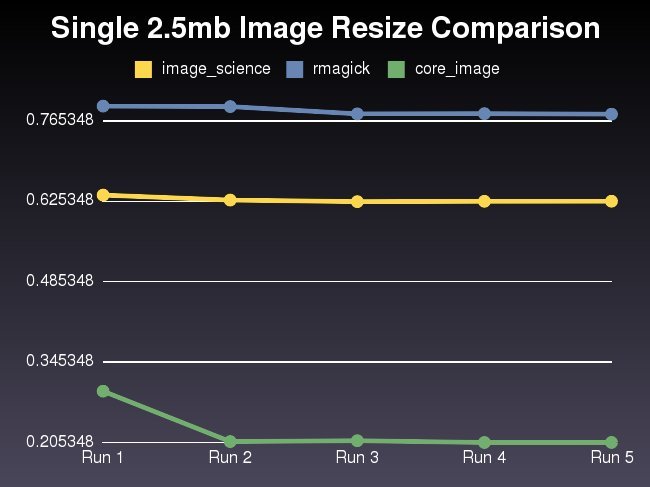 Single 2.5mb Image Resize Comparison
image_science rmagick core_image
0.765348
0.625348
0.485348
0.345348
0.205348
Run 1 Run 2 Run 3 Run 4 Run 5